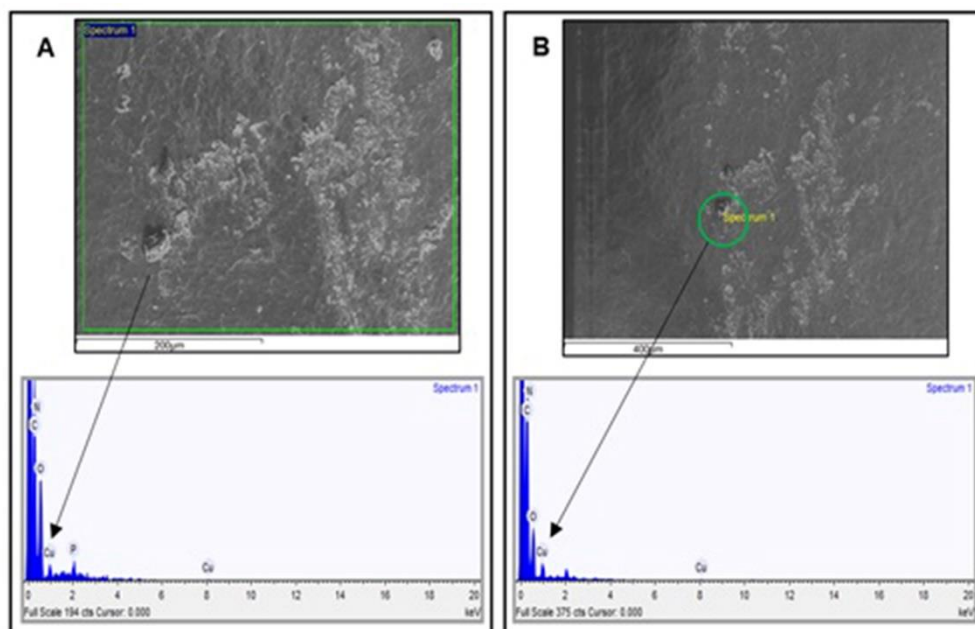 A
Spectrum 1
200µm
Spectrum 1
N
C
O
Cu
P
Cu
0 2 4 6 8 10 12 14 16 18 20
Full Scale 194 cts Cursor: 0.000
keV
B
Spectrum 1
400µm
Spectrum 1
N
C
O
Cu
Cu
0 2 4 6 8 10 12 14 16 18 20
Full Scale 375 cts Cursor: 0.000
keV